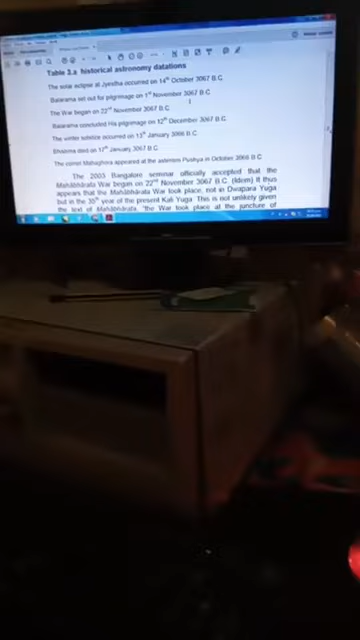 Table 3.a historical astronomy datations
The solar eclipse at Jyestha occurred on 14th October 3067 B.C.
Balarama set out for pilgrimage on 1st November 3067 B.C.
The War began on 22nd November 3067 B.C.
Balarama concluded His pilgrimage on 12th December 3067 B.C.
The winter solstice occurred on 13th January 3066 B.C.
Bhisma died on 17th January 3067 B.C.
The comet Mahaghora appeared at the asterism Pushya in October 3068 B.C.
The 2003 Bangalore seminar officially accepted that the
Mahābhārata War began on 22nd November 3067 B.C. (Idem) It thus
appears that the Mahābhārata War took place, not in Dwapara Yuga
but in the 30th year of the present Kali Yuga. This is not unlikely given
the text of Mahābhārata, "the War took place at the juncture of